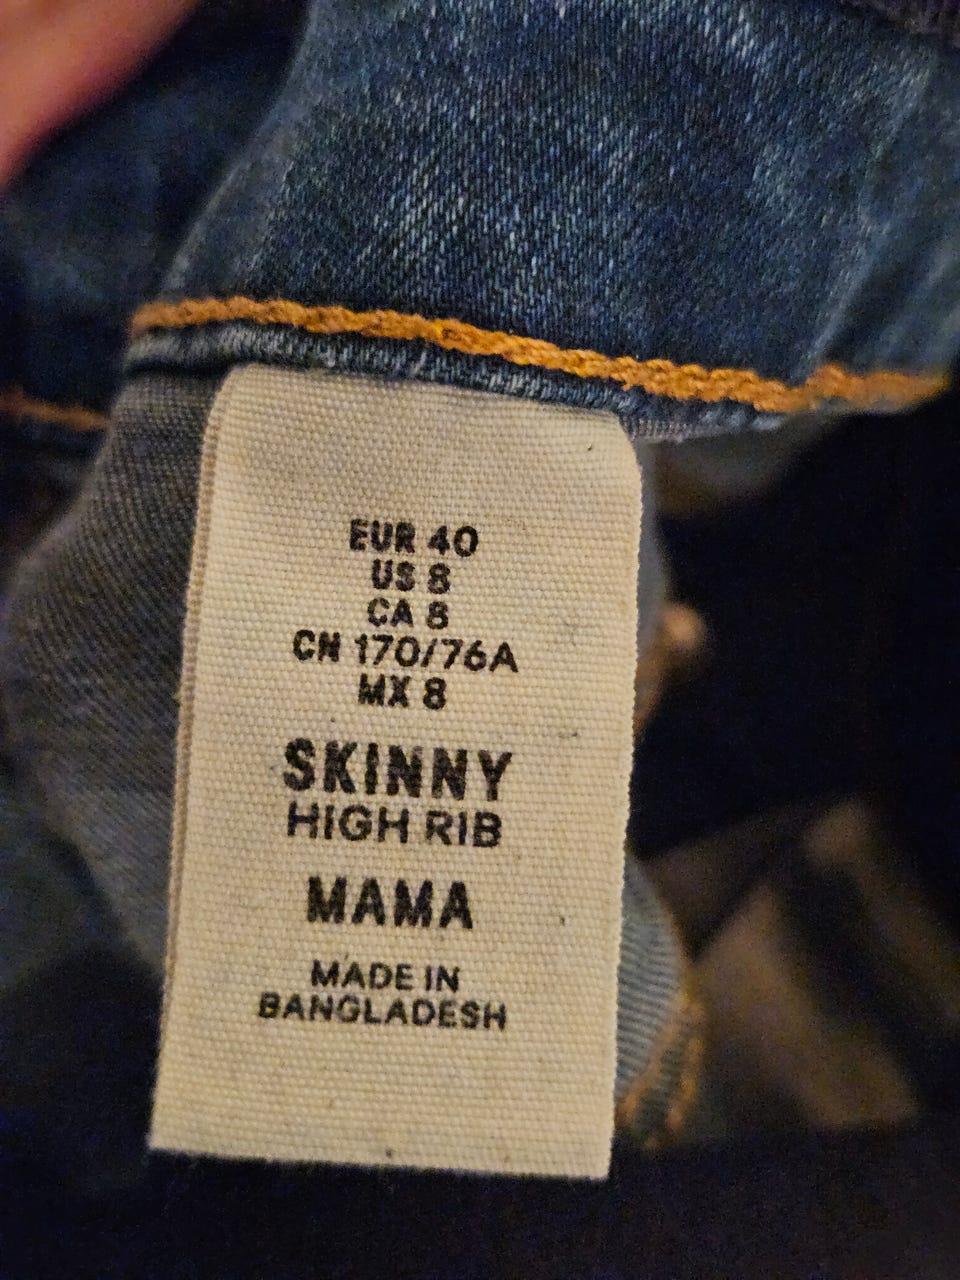 EUR 40
US 8
CA 8
CN 170/76A
MX 8
SKINNY
HIGH RIB
MAMA
MADE IN
BANGLADESH